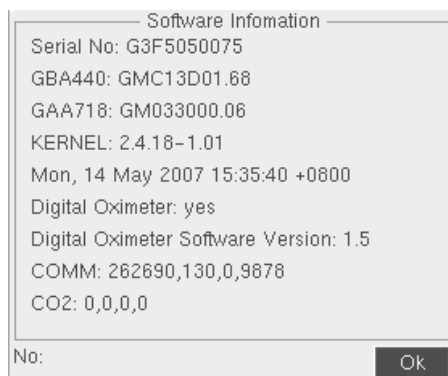 Software Infomation
Serial No: G3F5050075
GBA440: GMC13D01.68
GAA718: GM033000.06
KERNEL: 2.4.18-1.01
Mon, 14 May 2007 15:35:40 +0800
Digital Oximeter: yes
Digital Oximeter Software Version: 1.5
COMM: 262690,130,0,9878
CO2: 0,0,0,0
No:
Ok